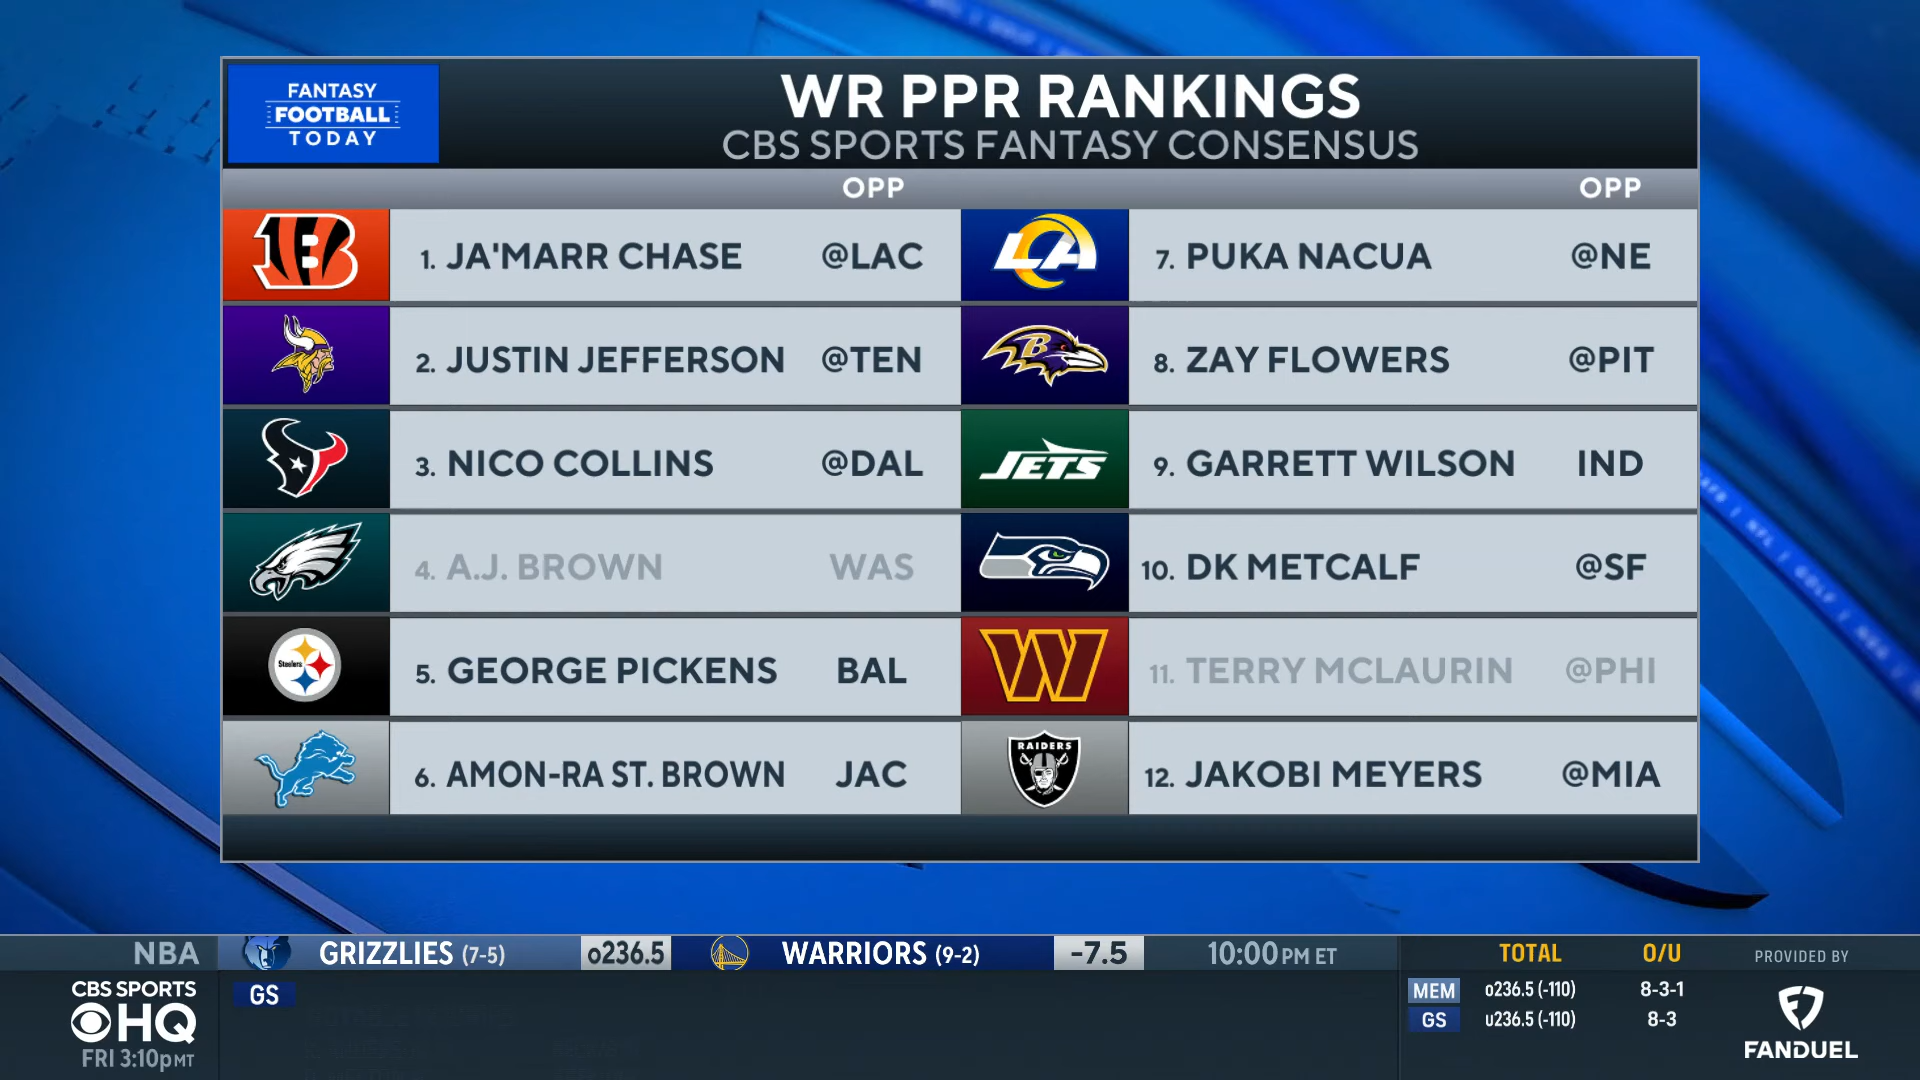 FANTASY
FOOTBALL
TODAY
WR PPR RANKINGS
CBS SPORTS FANTASY CONSENSUS
OPP
OPP
1. JA'MARR CHASE @LAC
2. JUSTIN JEFFERSON @TEN
3. NICO COLLINS @DAL
4. A.J. BROWN WAS
5. GEORGE PICKENS BAL
6. AMON-RA ST. BROWN JAC
7. PUKA NACUA @NE
8. ZAY FLOWERS @PIT
9. GARRETT WILSON IND
10. DK METCALF @SF
11. TERRY MCLAURIN @PHI
12. JAKOBI MEYERS @MIA
B
LA
B
JETS
Steelers
W
RAIDERS
NBA GRIZZLIES (7-5) o236.5 WARRIORS (9-2) -7.5 10:00 PM ET
GS
CBS SPORTS
HQ
FRI 3:10p MT
TOTAL O/U
MEM o236.5 (-110) 8-3-1
GS u236.5 (-110) 8-3
PROVIDED BY
FANDUEL